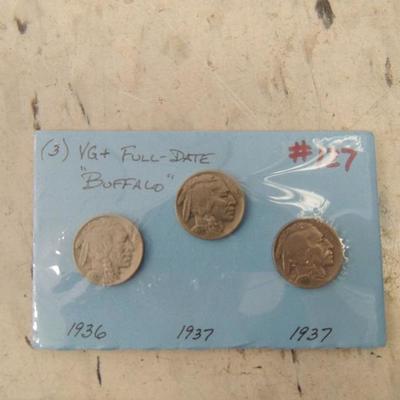 (3) VG+ FULL-DATE
"BUFFALO"
#127
1936 1937 1937